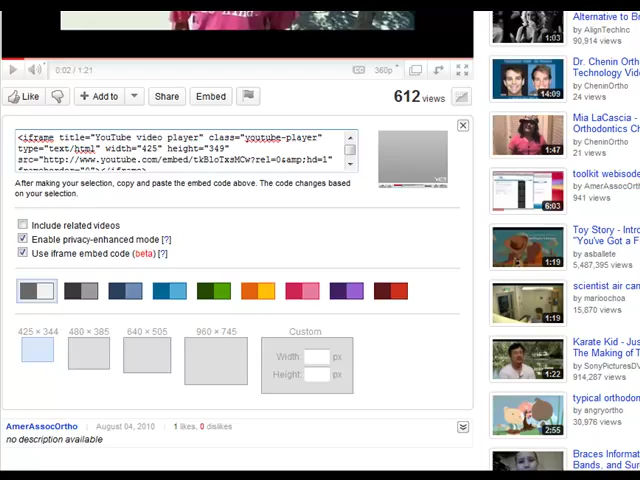 0:02 / 1:21
360p
Like
Add to
Share
Embed
612 views
<iframe title="YouTube video player" class="youtube-player"
type="text/html" width="425" height="349"
src="http://www.youtube.com/embed/tkBloTxsMCw?rel=0&amp;hd=1"
frameborder="0"></iframe>
After making your selection, copy and paste the embed code above. The code changes based
on your selection.
Include related videos
Enable privacy-enhanced mode [?]
Use iframe embed code (beta) [?]
425 × 344
480 × 385
640 × 505
960 × 745
Custom
Width: px
Height: px
AmerAssocOrtho
August 04, 2010
1 likes, 0 dislikes
no description available
Alternative to B
by AlignTechInc
90,914 views
1:03
Dr. Chenin Ortho
Technology Vide
by CheninOrtho
24 views
14:09
Mia LaCascia -
Orthodontics Ch
by CheninOrtho
21 views
1:47
toolkit webisode
by AmerAssocOrth
941 views
6:03
Toy Story - Intro
"You've Got a F
by asballete
5,487,395 views
1:19
scientist air can
by marioocha
15,870 views
1:19
Karate Kid - Jus
The Making of T
by SonyPicturesDV
914,287 views
1:22
typical orthodon
by angryortho
30,976 views
2:55
Braces Informat
Bands, and Sur